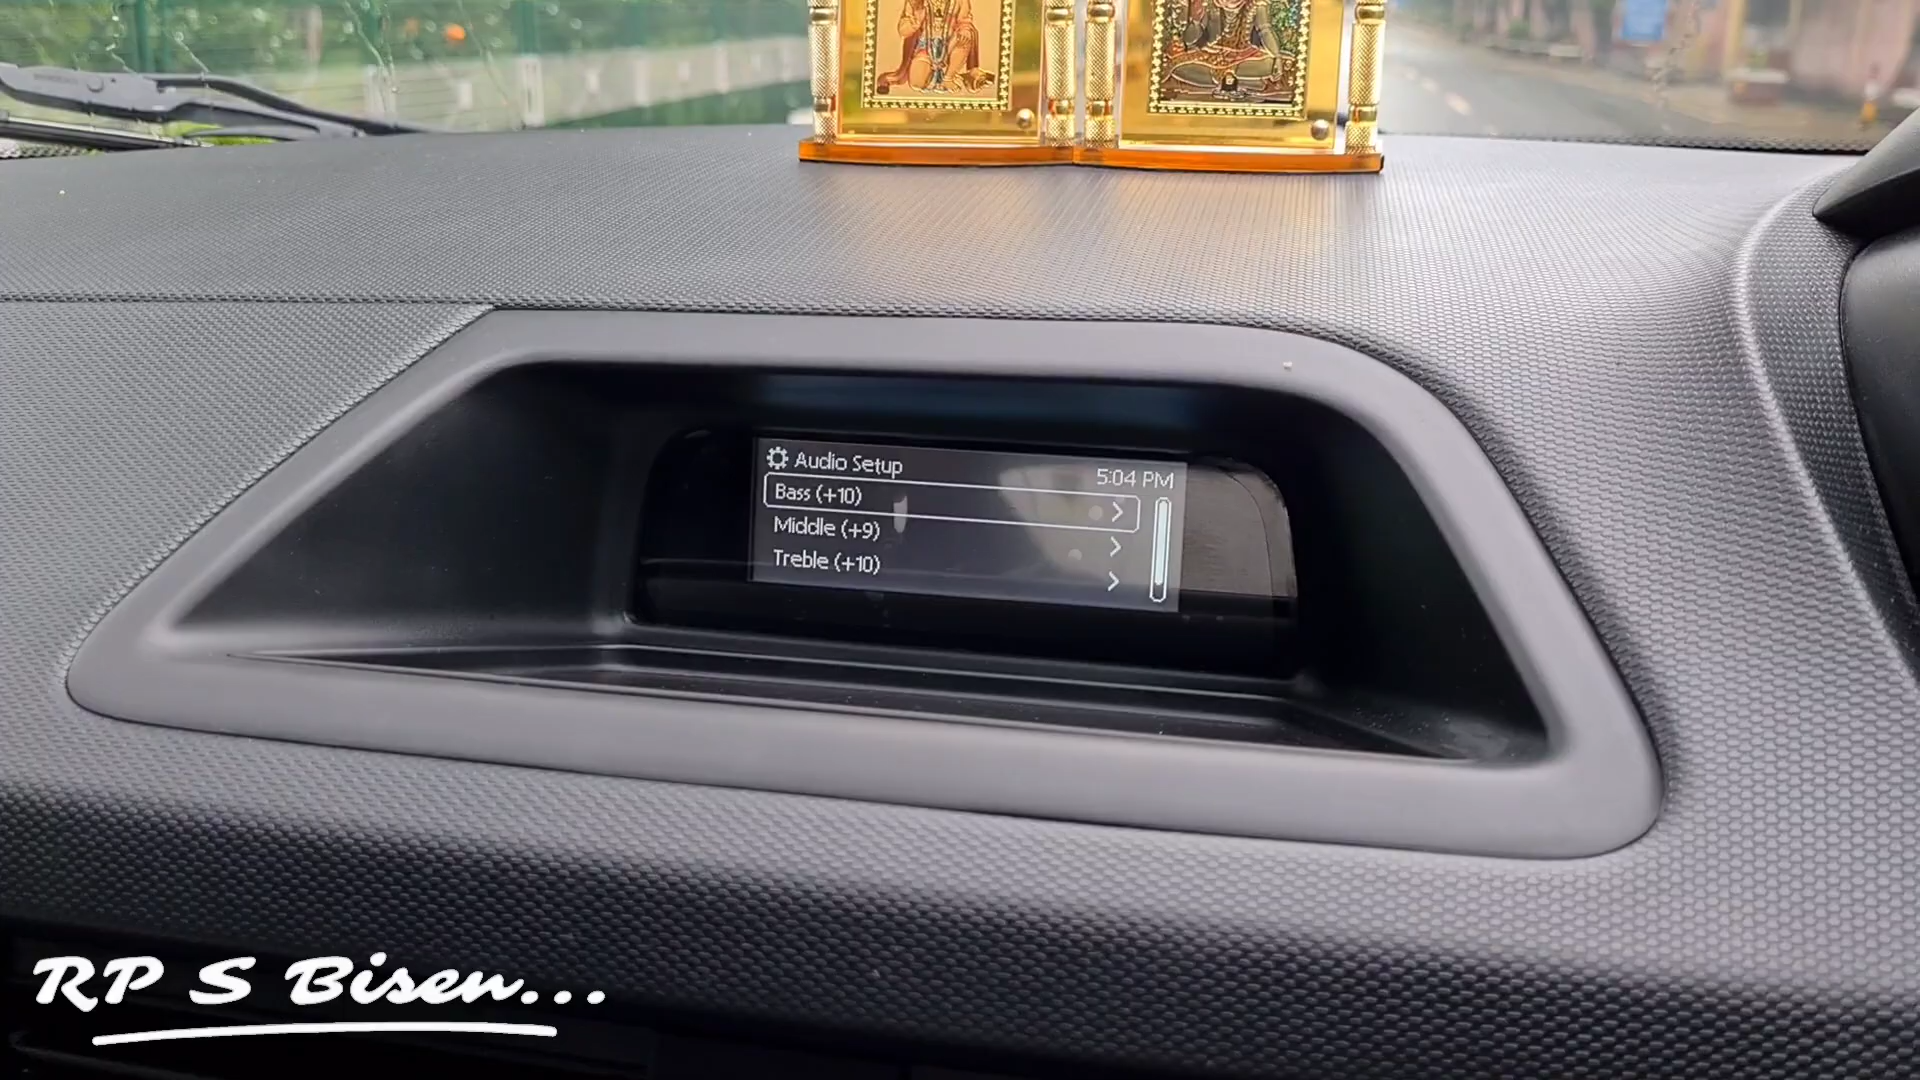 Audio Setup
5:04 PM
Bass (+10)
Middle (+9)
Treble (+10)
RP S Bisen...